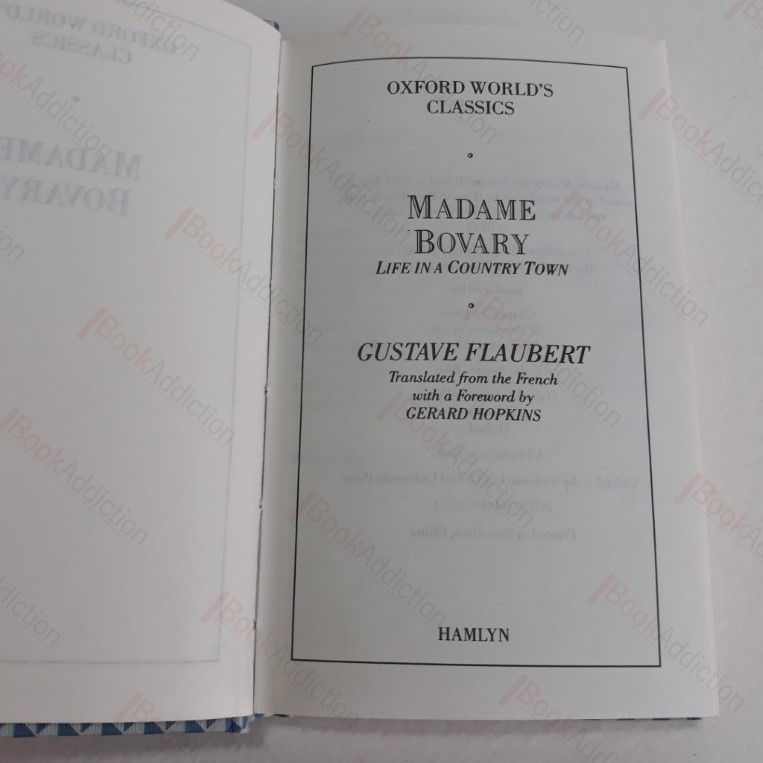 OXFORD WORLD'S
CLASSICS
MADAME
BOVARY
LIFE IN A COUNTRY TOWN
GUSTAVE FLAUBERT
Translated from the French
with a Foreword by
GERARD HOPKINS
HAMLYN
BookAddiction